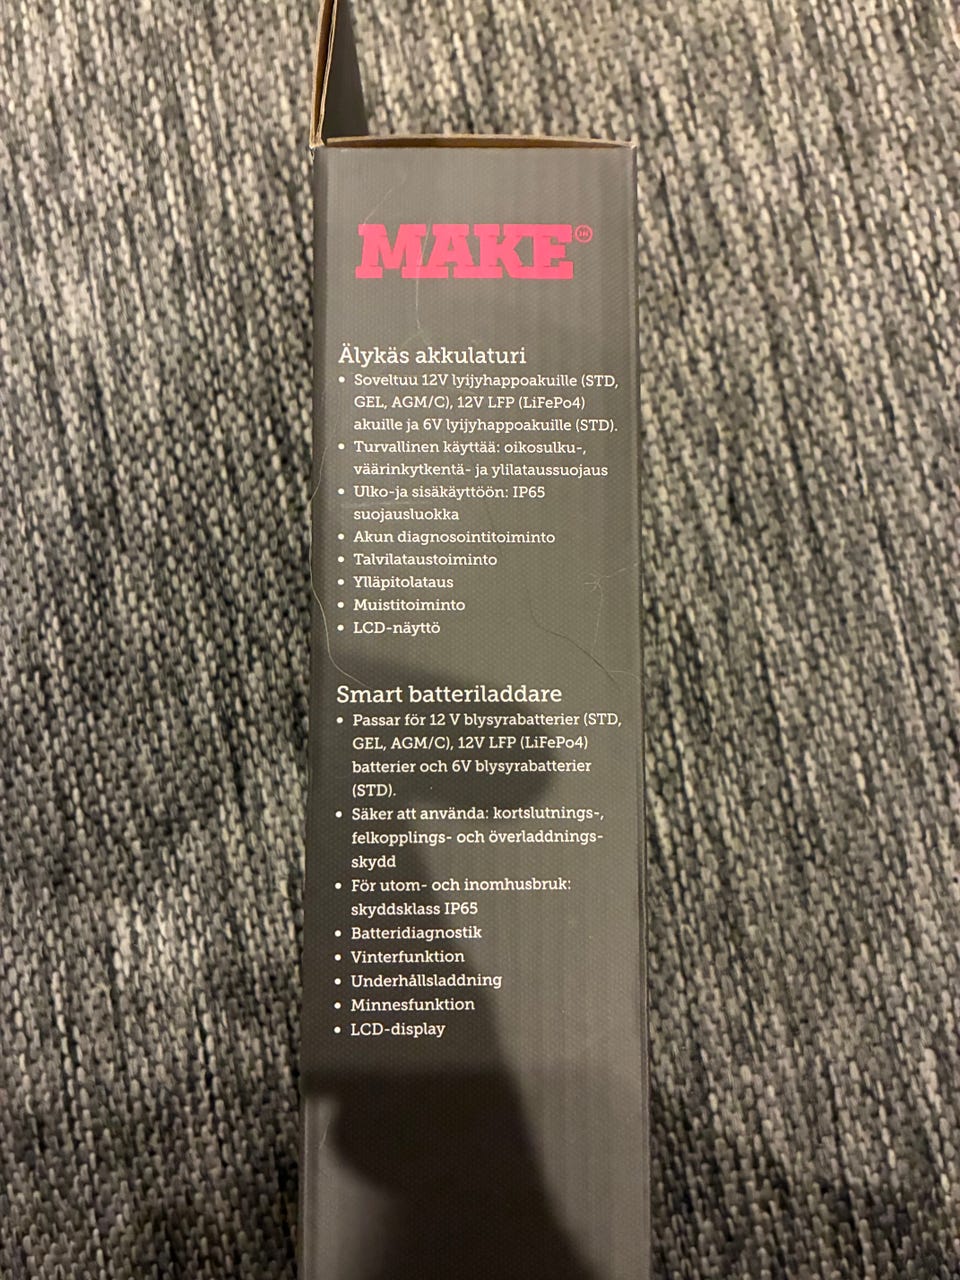 MAKE
Älykäs akkulaturi
• Soveltuu 12V lyijyhappoakuille (STD,
GEL, AGM/C), 12V LFP (LiFePo4)
akuille ja 6V lyijyhappoakuille (STD).
• Turvallinen käyttää: oikosulku-,
väärinkytkentä- ja ylilataussuojaus
• Ulko-ja sisäkäyttöön: IP65
suojausluokka
• Akun diagnosointitoiminto
• Talvilataustoiminto
• Ylläpitolataus
• Muistitoiminto
• LCD-näyttö
Smart batteriladdare
• Passar för 12 V blysyrabatterier (STD,
GEL, AGM/C), 12V LFP (LiFePo4)
batterier och 6V blysyrabatterier
(STD).
• Säker att använda: kortslutnings-,
felkopplings- och överladdnings-
skydd
• För utom- och inomhusbruk:
skyddsklass IP65
• Batteridiagnostik
• Vinterfunktion
• Underhållsladdning
• Minnesfunktion
• LCD-display